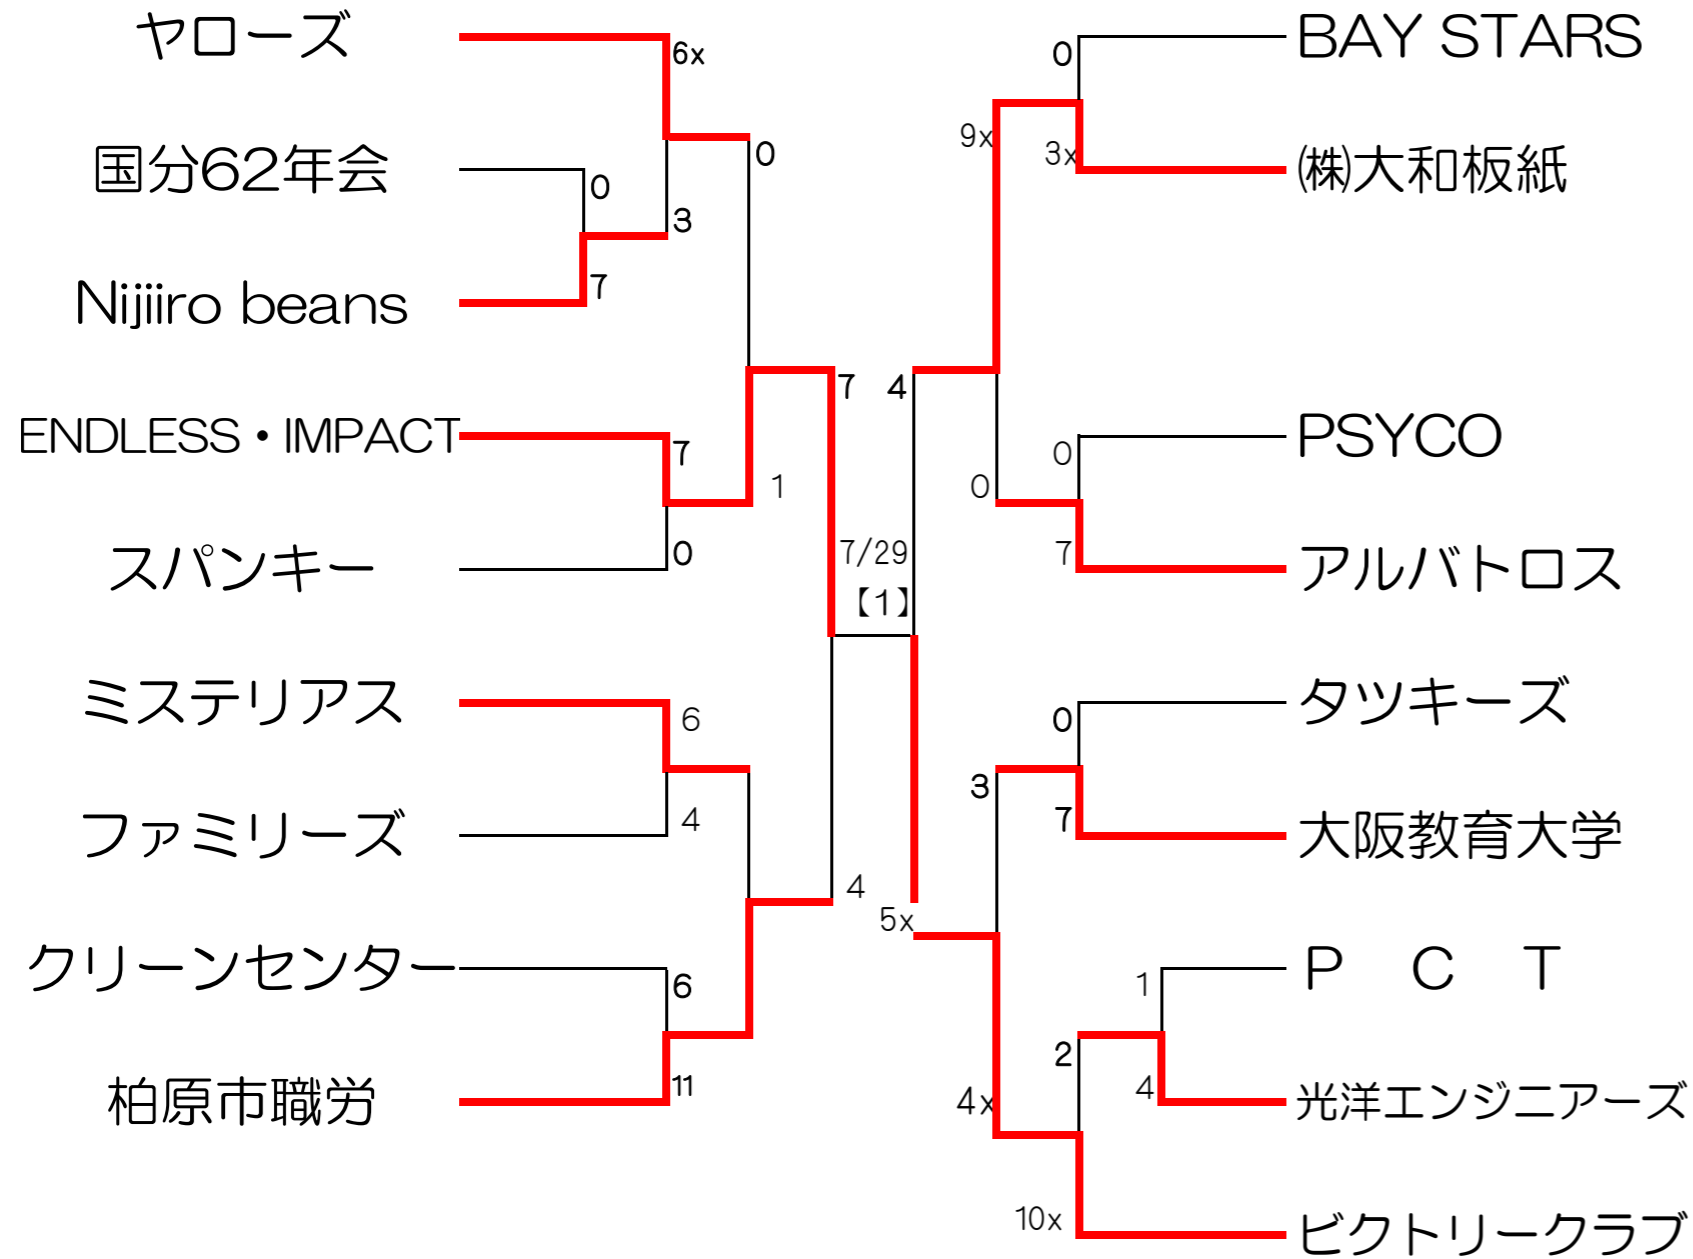 ヤローズ
6x
国分62年会
0
0
3
Nijiiro beans
7
ENDLESS・IMPACT
7
7
1
スパンキー
0
ミステリアス
6
ファミリーズ
4
4
クリーンセンター
6
柏原市職労
11
7/29
【1】
BAY STARS
0
9x
3x
㈱大和板紙
4
PSYCO
0
0
7
アルバトロス
タツキーズ
0
3
7
大阪教育大学
5x
P C T
1
2
4
光洋エンジニアーズ
4x
10x
ビクトリークラブ